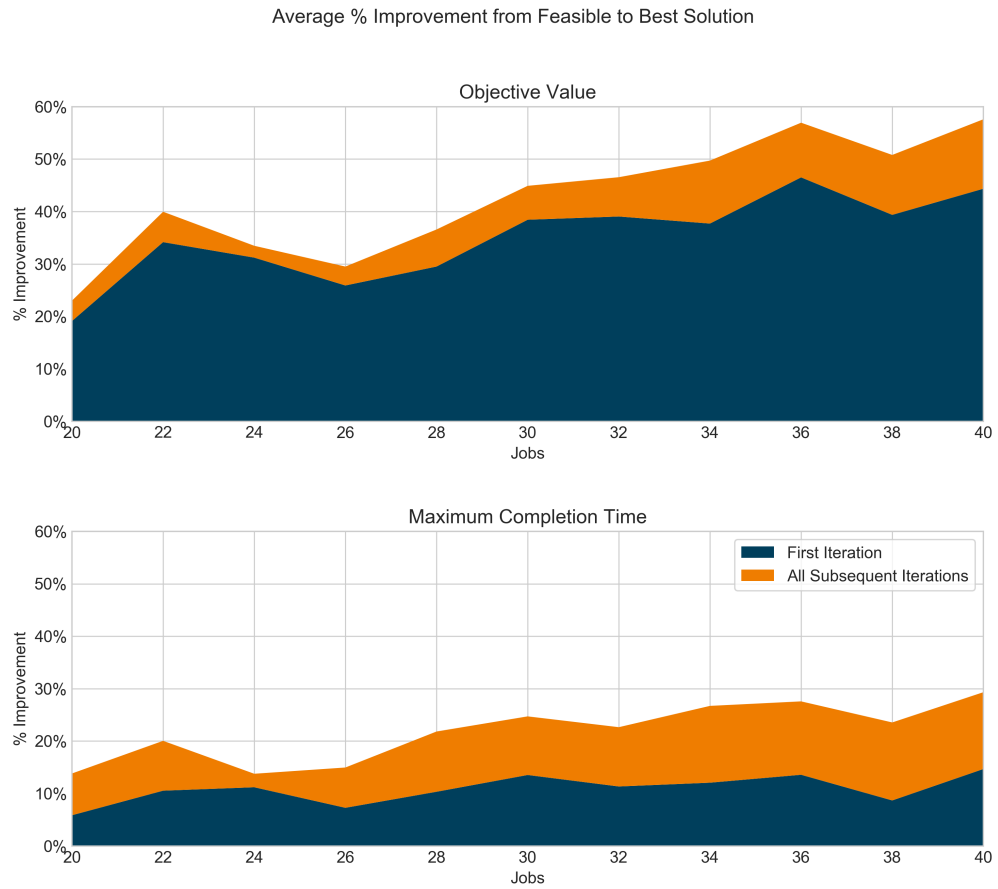 Average % Improvement from Feasible to Best Solution
Objective Value
60%
50%
40%
30%
20%
10%
0%
% Improvement
20 22 24 26 28 30 32 34 36 38 40
Jobs
Maximum Completion Time
60%
50%
40%
30%
20%
10%
0%
% Improvement
First Iteration
All Subsequent Iterations
20 22 24 26 28 30 32 34 36 38 40
Jobs